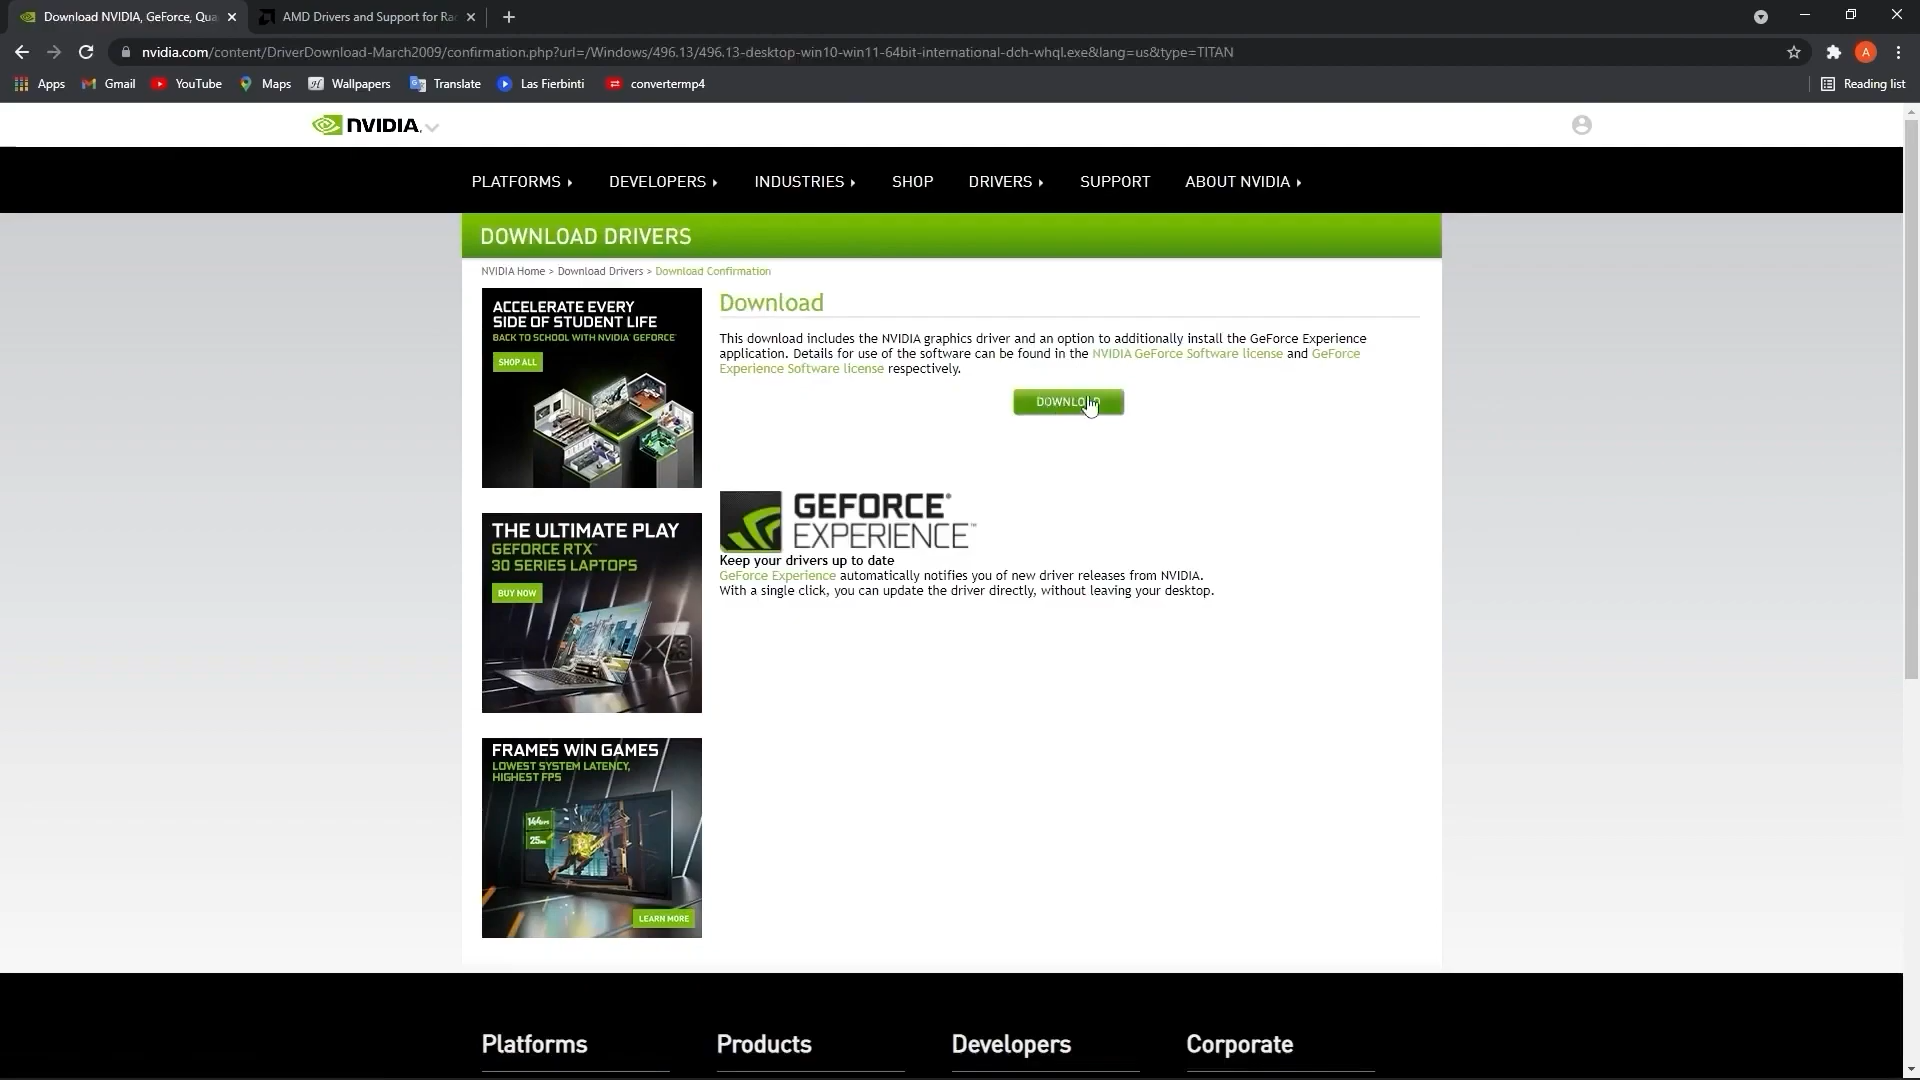 Download NVIDIA, GeForce, Qua
AMD Drivers and Support for Rad
nvidia.com/content/DriverDownload-March2009/confirmation.php?url=/Windows/496.13/496.13-desktop-win10-win11-64bit-international-dch-whql.exe&lang=us&type=TITAN
A
Apps
Gmail
YouTube
Maps
Wallpapers
Translate
Las Fierbinti
convertermp4
Reading list
NVIDIA.
PLATFORMS
DEVELOPERS
INDUSTRIES
SHOP
DRIVERS
SUPPORT
ABOUT NVIDIA
DOWNLOAD DRIVERS
NVIDIA Home > Download Drivers > Download Confirmation
ACCELERATE EVERY
SIDE OF STUDENT LIFE
BACK TO SCHOOL WITH NVIDIA GEFORCE
SHOP ALL
Download
This download includes the NVIDIA graphics driver and an option to additionally install the GeForce Experience
application. Details for use of the software can be found in the NVIDIA GeForce Software license and GeForce
Experience Software license respectively.
DOWNLOAD
THE ULTIMATE PLAY
GEFORCE RTX™
30 SERIES LAPTOPS
BUY NOW
GEFORCE®
EXPERIENCE™
Keep your drivers up to date
GeForce Experience automatically notifies you of new driver releases from NVIDIA.
With a single click, you can update the driver directly, without leaving your desktop.
FRAMES WIN GAMES
LOWEST SYSTEM LATENCY,
HIGHEST FPS
LEARN MORE
Platforms
Products
Developers
Corporate